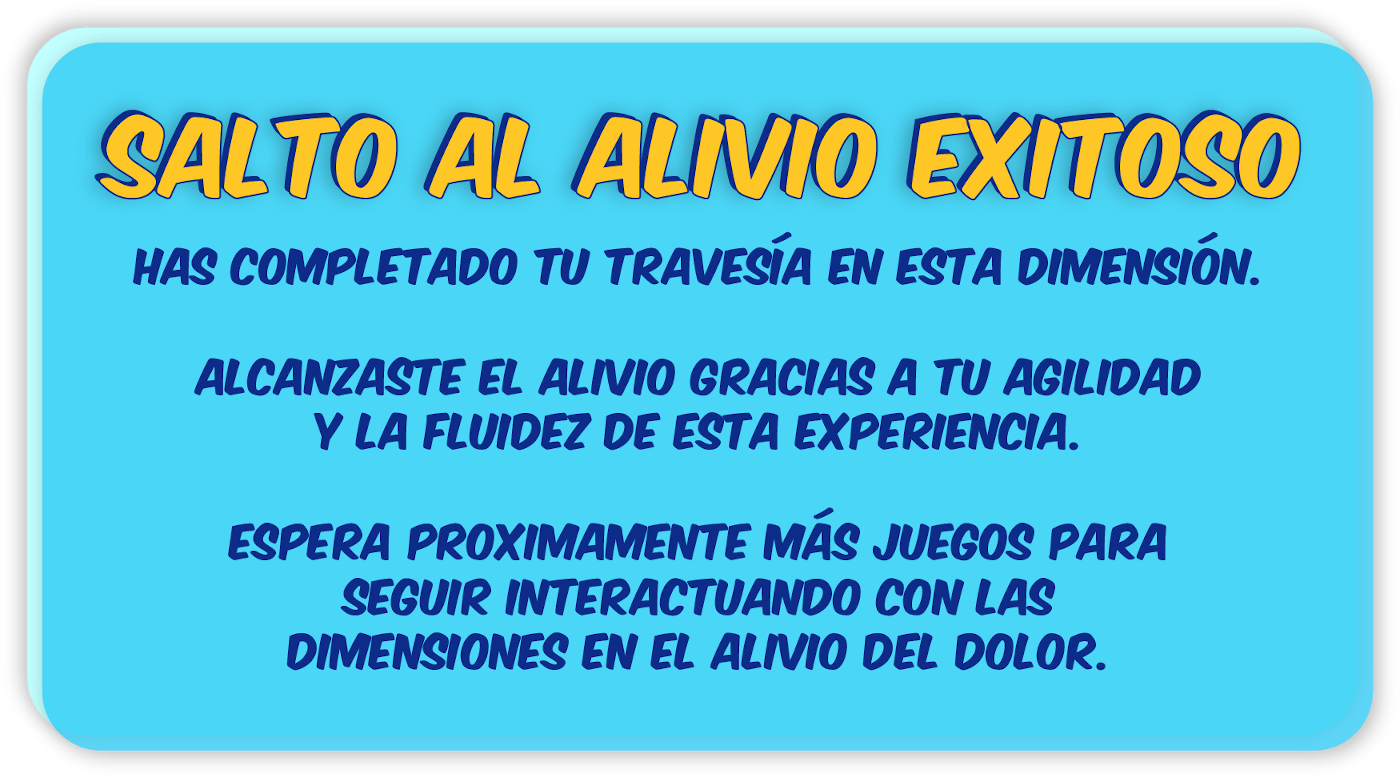 SALTO AL ALIVIO EXITOSO
HAS COMPLETADO TU TRAVESÍA EN ESTA DIMENSIÓN.
ALCANZASTE EL ALIVIO GRACIAS A TU AGILIDAD
Y LA FLUIDEZ DE ESTA EXPERIENCIA.
ESPERA PROXIMAMENTE MÁS JUEGOS PARA
SEGUIR INTERACTUANDO CON LAS
DIMENSIONES EN EL ALIVIO DEL DOLOR.